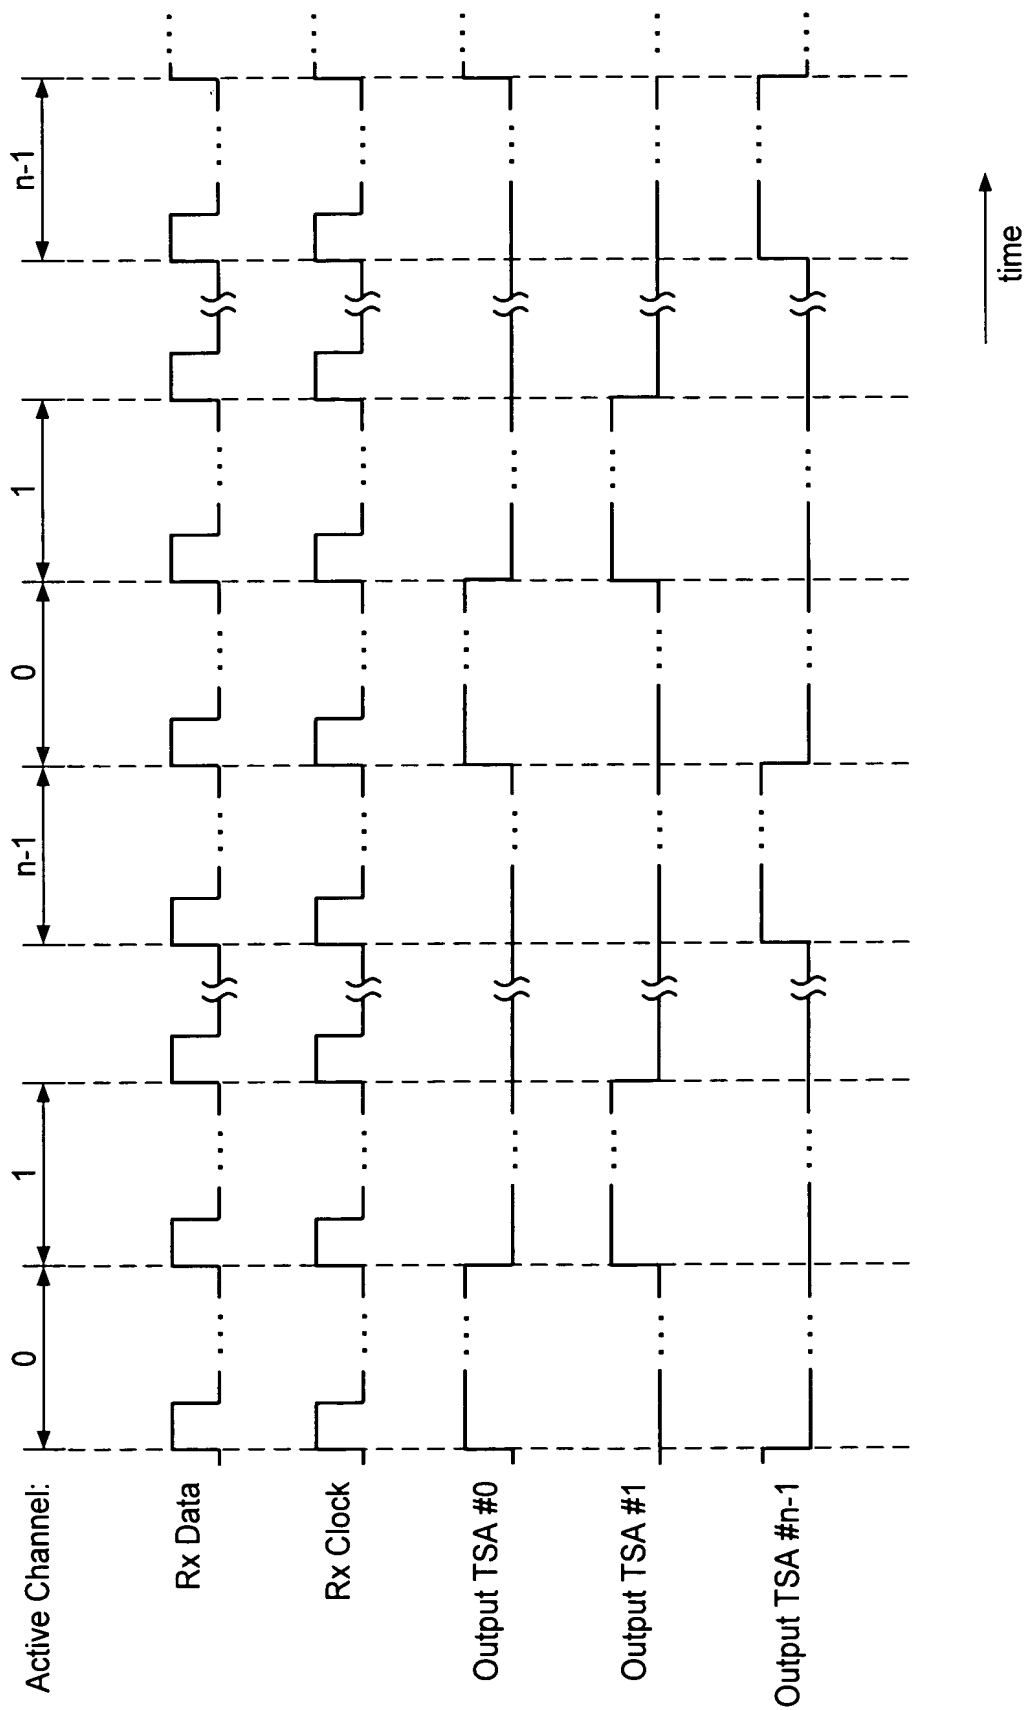 Active Channel:
0
1
n-1
0
1
n-1
Rx Data
Rx Clock
Output TSA #0
Output TSA #1
Output TSA #n-1
time